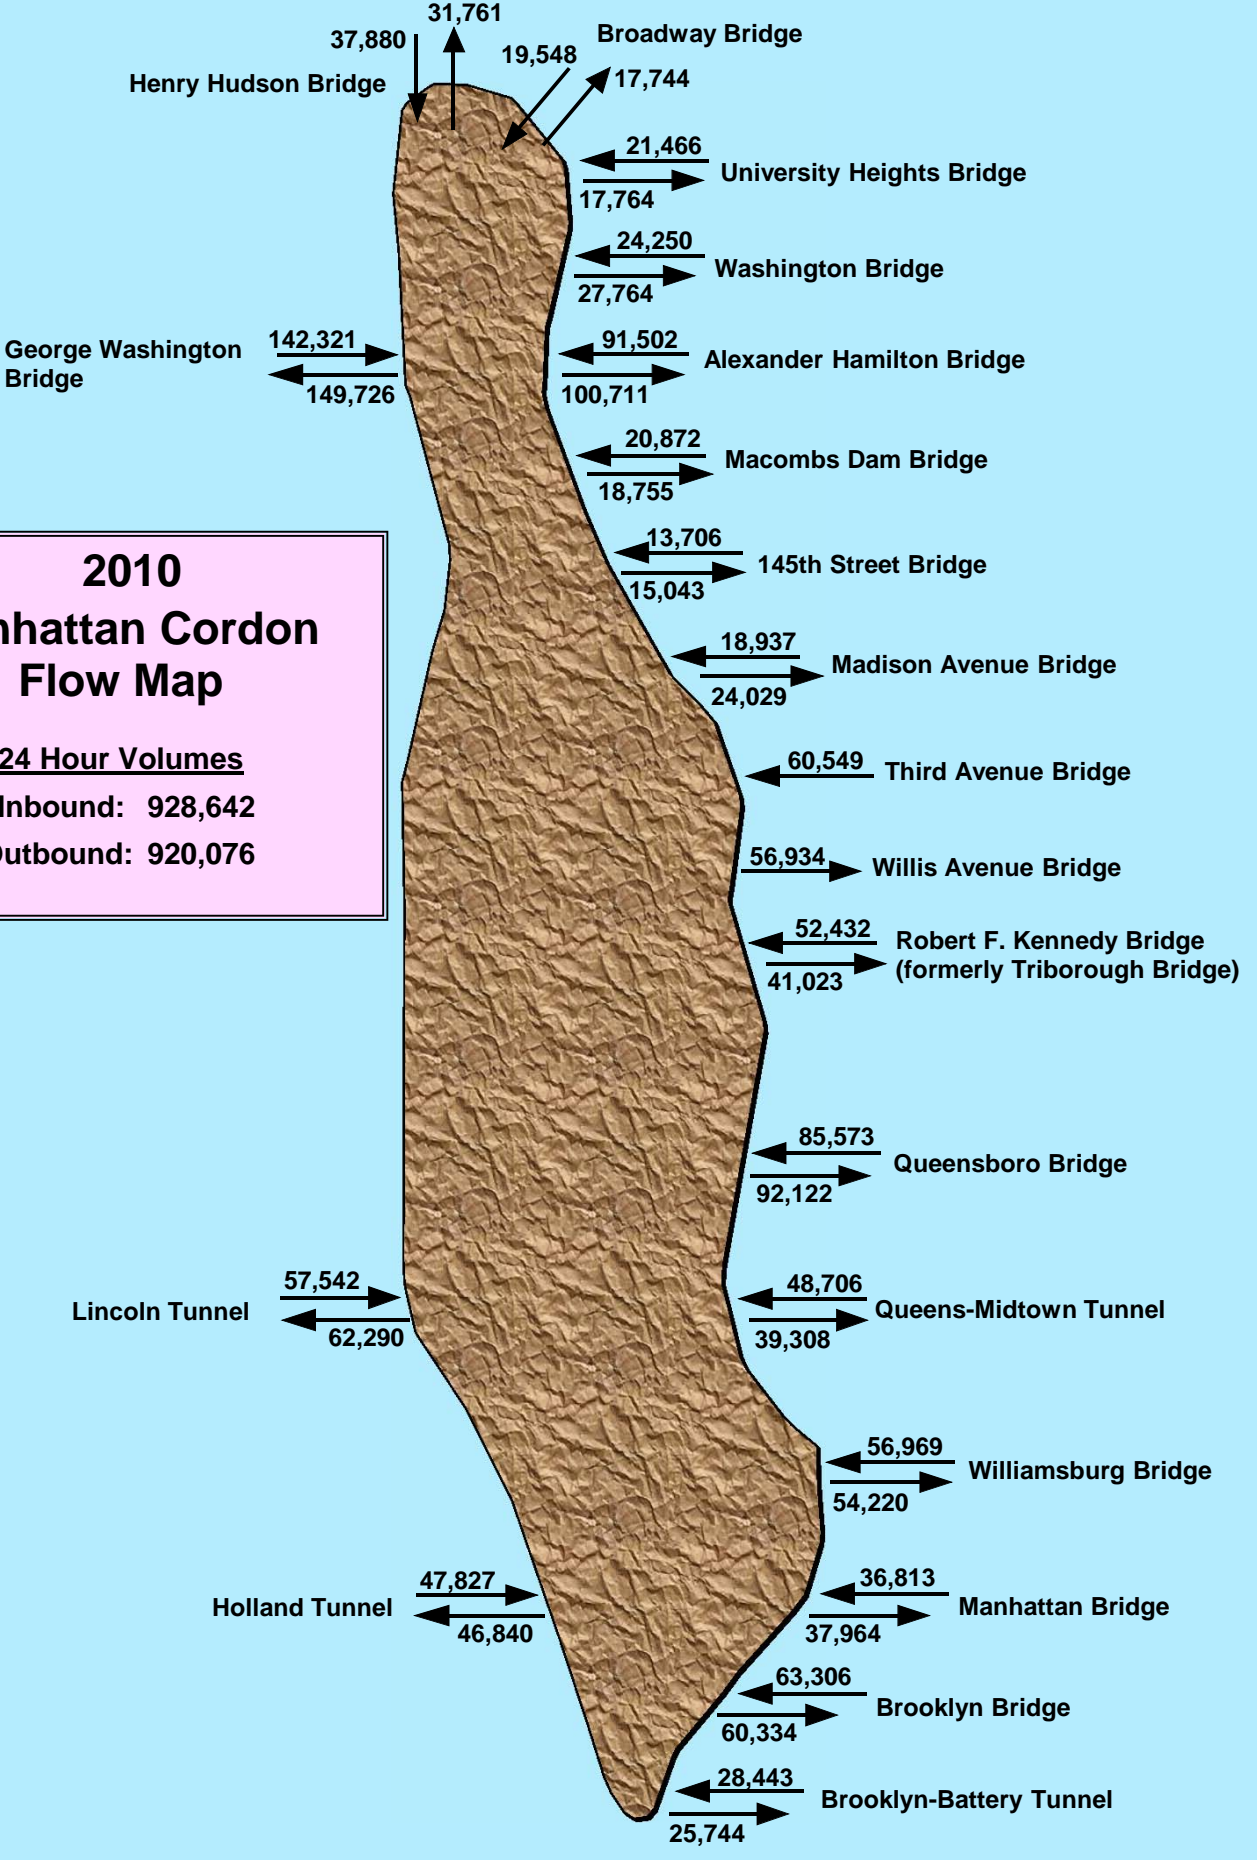 31,761
37,880
Broadway Bridge
19,548
17,744
Henry Hudson Bridge
21,466
University Heights Bridge
17,764
24,250
Washington Bridge
27,764
George Washington
Bridge
142,321
149,726
91,502
Alexander Hamilton Bridge
100,711
20,872
Macombs Dam Bridge
18,755
13,706
145th Street Bridge
15,043
2010
nhattan Cordon
Flow Map
24 Hour Volumes
Inbound: 928,642
Outbound: 920,076
18,937
Madison Avenue Bridge
24,029
60,549
Third Avenue Bridge
56,934
Willis Avenue Bridge
52,432
Robert F. Kennedy Bridge
(formerly Triborough Bridge)
41,023
85,573
Queensboro Bridge
92,122
57,542
Lincoln Tunnel
62,290
48,706
Queens-Midtown Tunnel
39,308
56,969
Williamsburg Bridge
54,220
47,827
Holland Tunnel
46,840
36,813
Manhattan Bridge
37,964
63,306
Brooklyn Bridge
60,334
28,443
Brooklyn-Battery Tunnel
25,744